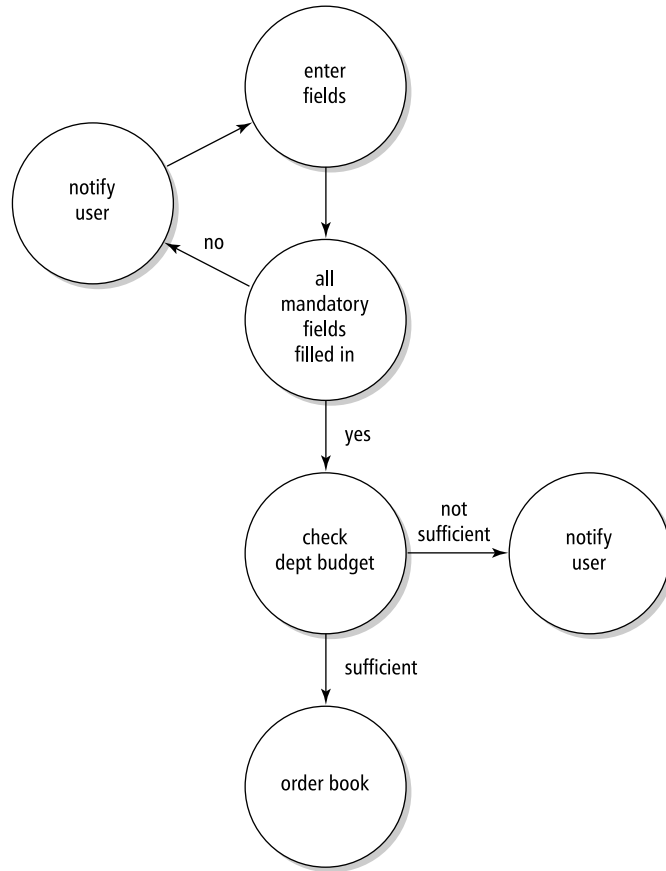 enter
fields
notify
user
no
all
mandatory
fields
filled in
yes
check
dept budget
not
sufficient
notify
user
sufficient
order book